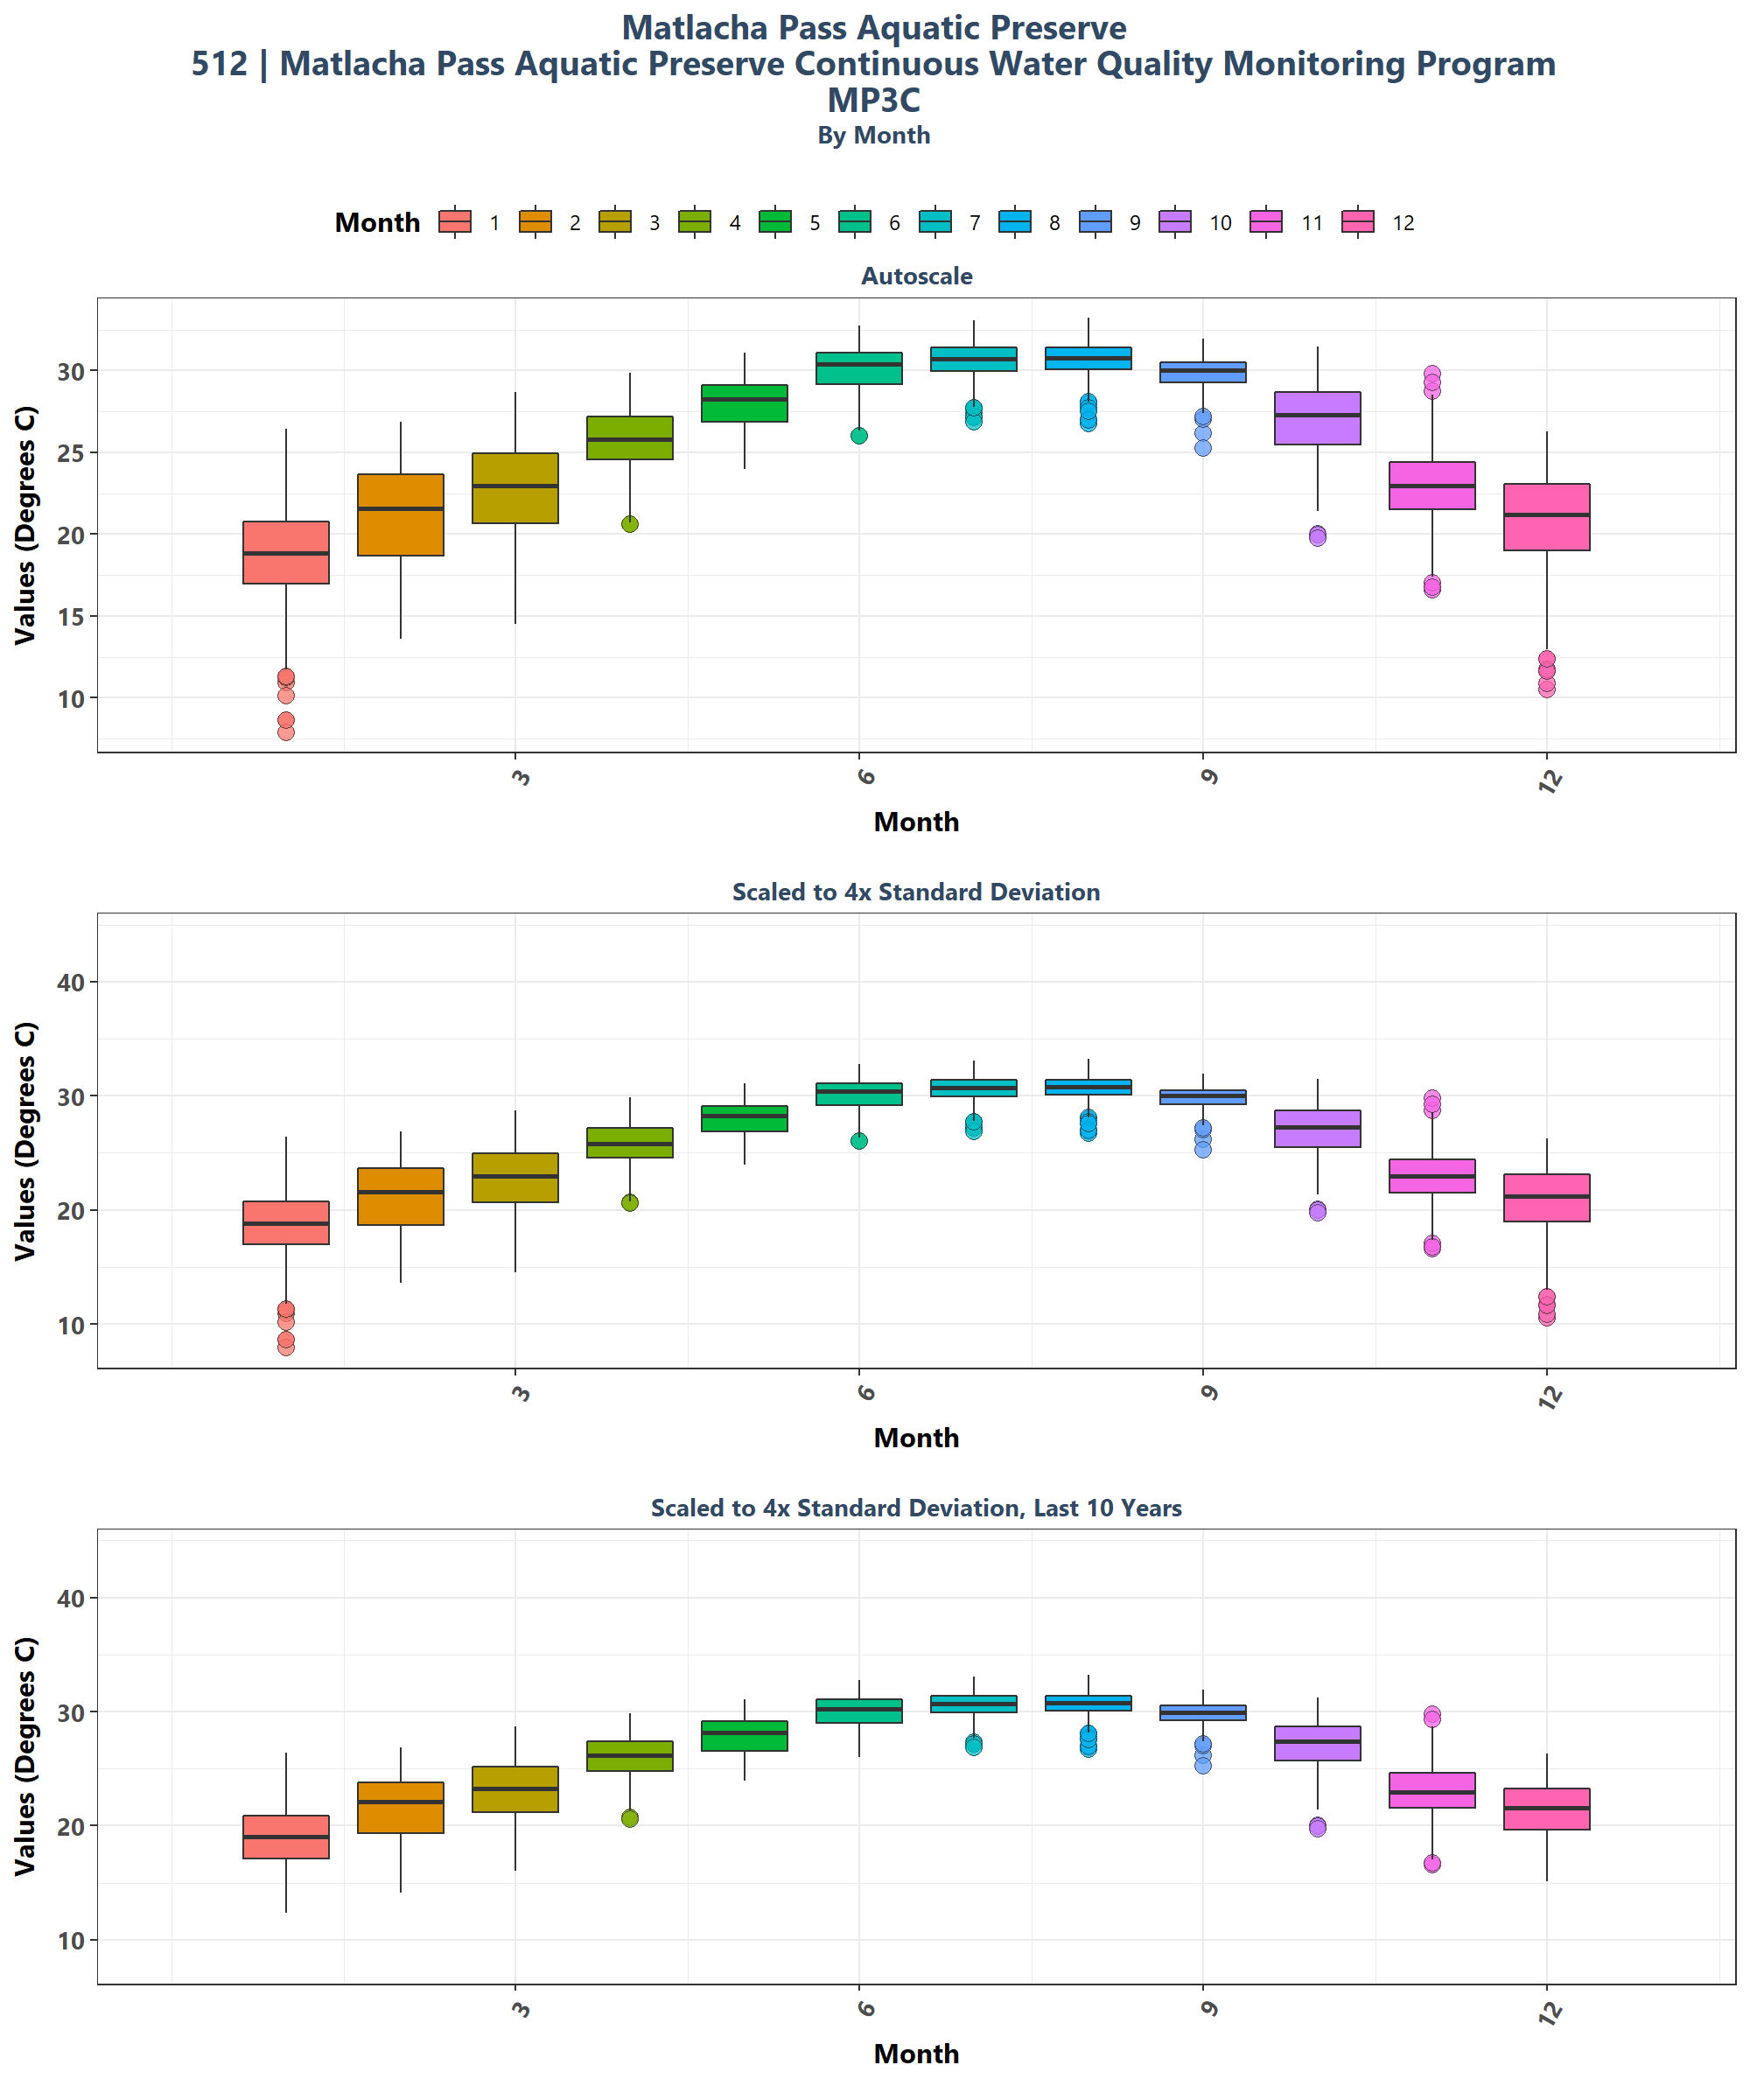 Matlacha Pass Aquatic Preserve
512 | Matlacha Pass Aquatic Preserve Continuous Water Quality Monitoring Program
MP3C
By Month
Month 1 2 3 4 5 6 7 8 9 10 11 12
Autoscale
Values (Degrees C)
30
25
20
15
10
3 6 9 12
Month
Scaled to 4x Standard Deviation
Values (Degrees C)
40
30
20
10
3 6 9 12
Month
Scaled to 4x Standard Deviation, Last 10 Years
Values (Degrees C)
40
30
20
10
3 6 9 12
Month